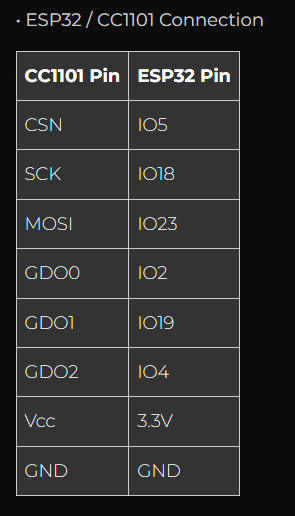 • ESP32 / CC1101 Connection
CC1101 Pin ESP32 Pin
CSN IO5
SCK IO18
MOSI IO23
GDO0 IO2
GDO1 IO19
GDO2 IO4
Vcc 3.3V
GND GND